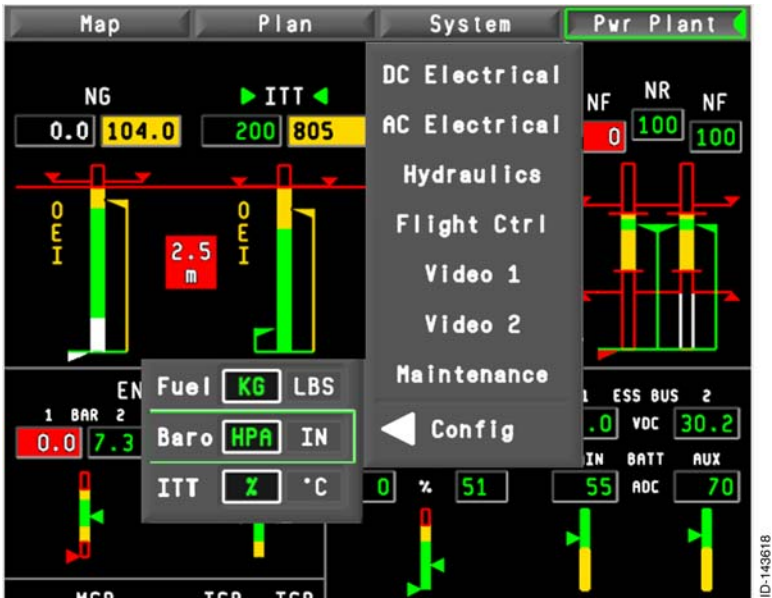 Map Plan System Pwr Plant
DC Electrical
AC Electrical
Hydraulics
Flight Ctrl
Video 1
Video 2
Maintenance
Config
NG
ITT
0.0 104.0
200 805
NF NR NF
0 100 100
OEI
2.5
m
OEI
Fuel KG LBS
Baro HPA IN
ITT % °C
EN
1 BAR 2
0.0 7.3
0 % 51
1 ESS BUS 2
.0 VDC 30.2
IN BATT AUX
55 ADC 70
ID-143618